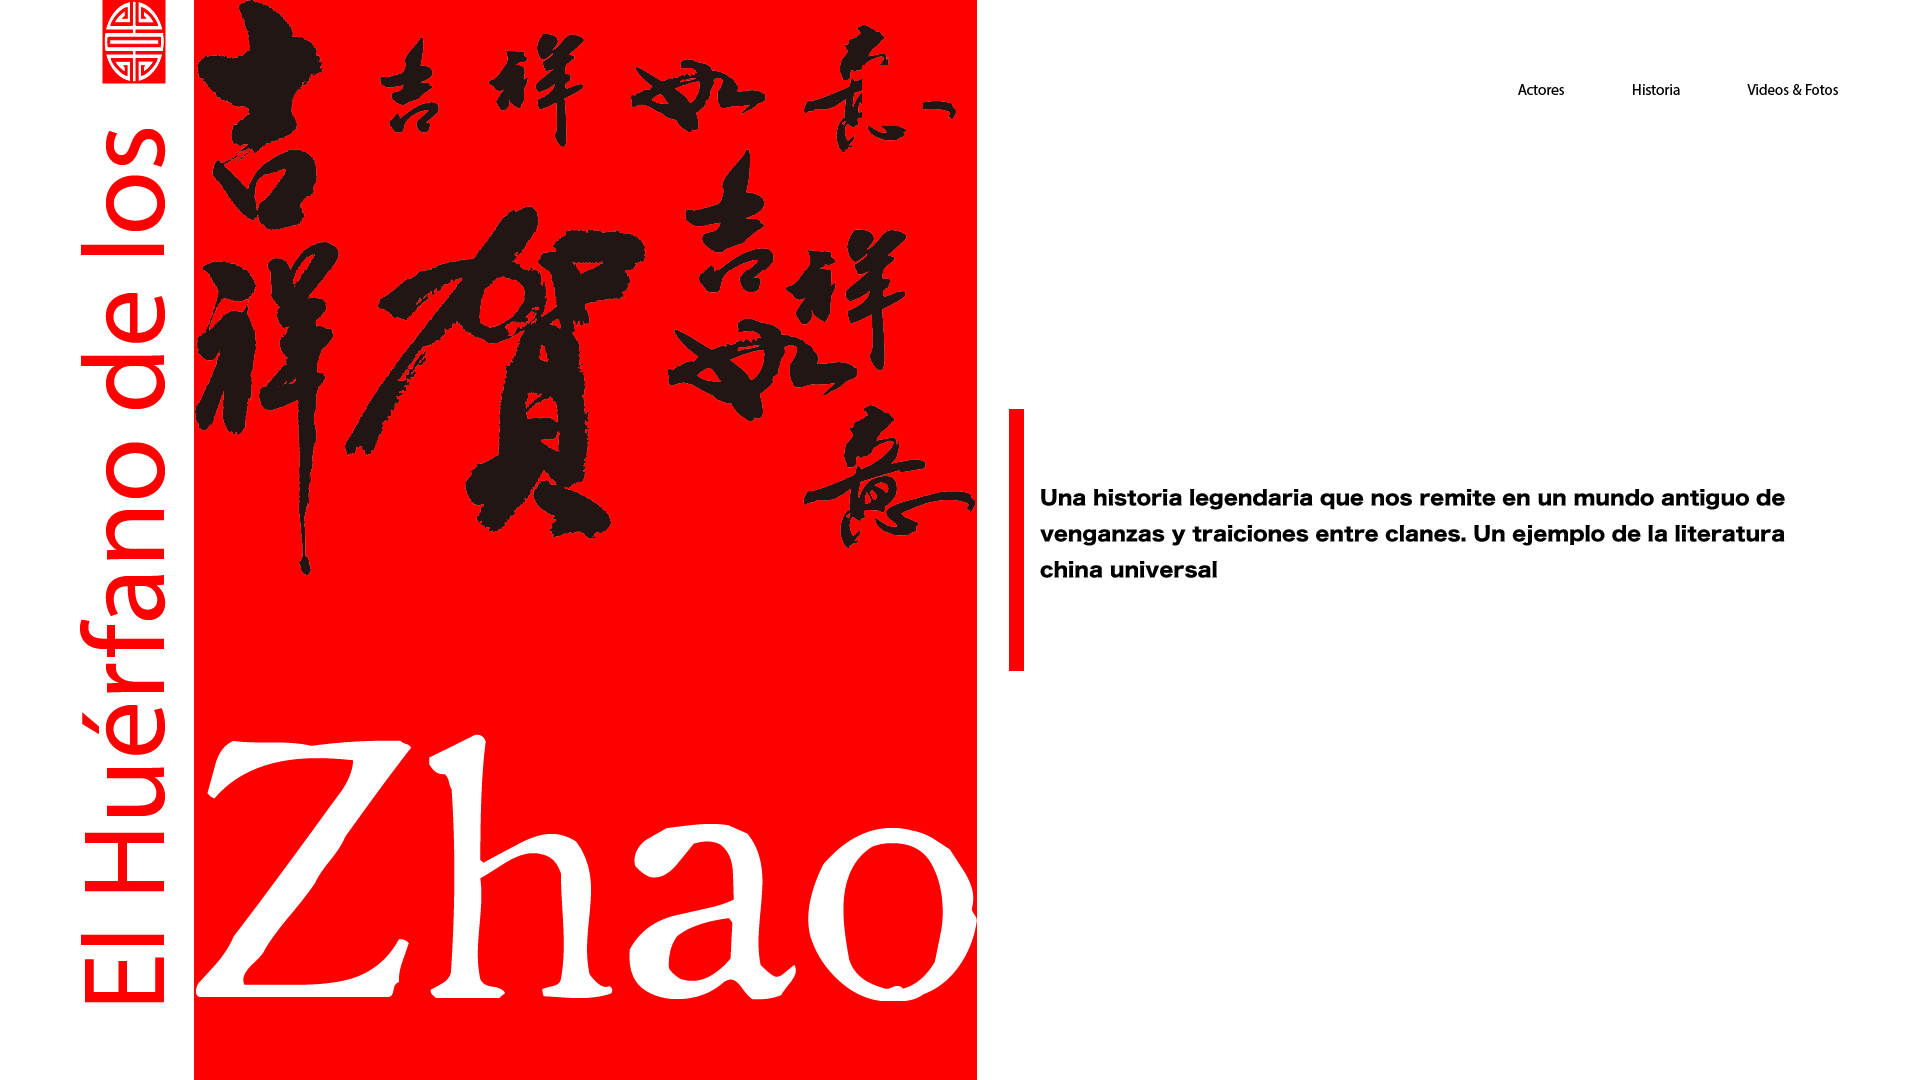 El Huérfano de los
吉祥如意
吉祥
賀
吉祥如意
Zhao
Actores Historia Videos & Fotos
Una historia legendaria que nos remite en un mundo antiguo de
venganzas y traiciones entre clanes. Un ejemplo de la literatura
china universal